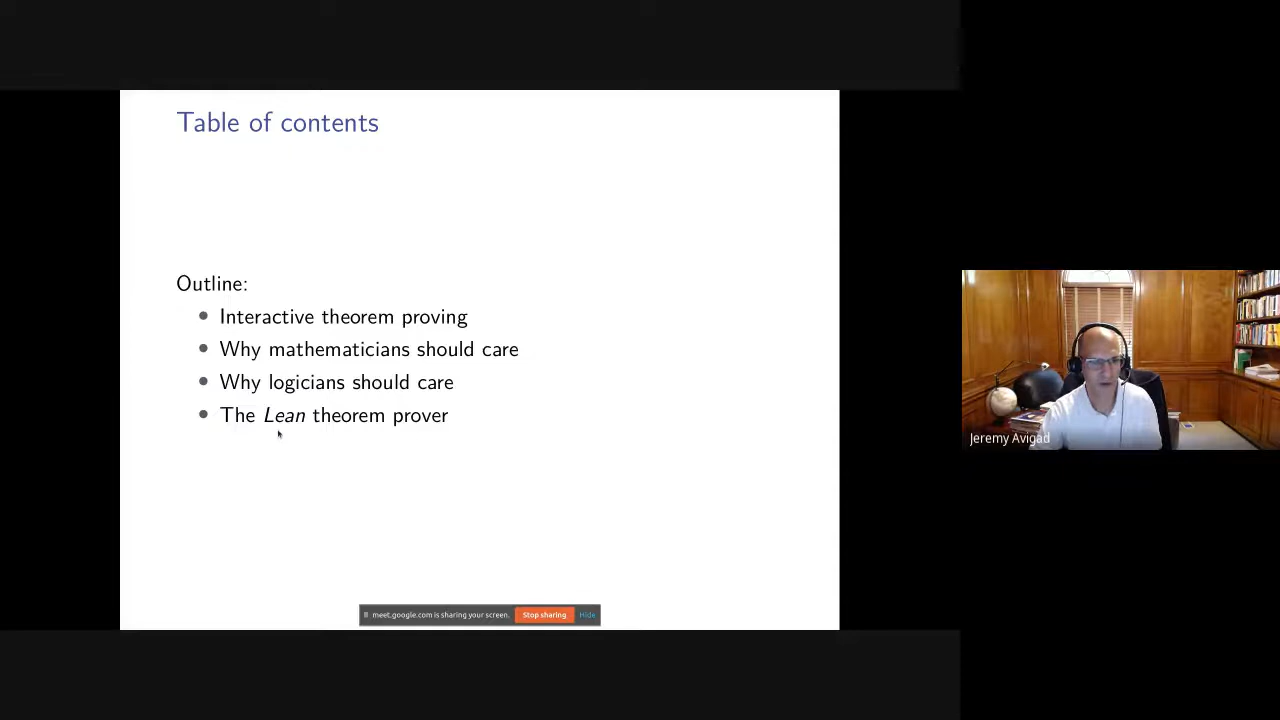 Table of contents
Outline:
• Interactive theorem proving
• Why mathematicians should care
• Why logicians should care
• The Lean theorem prover
meet.google.com is sharing your screen. Stop sharing Hide
Jeremy Avigad